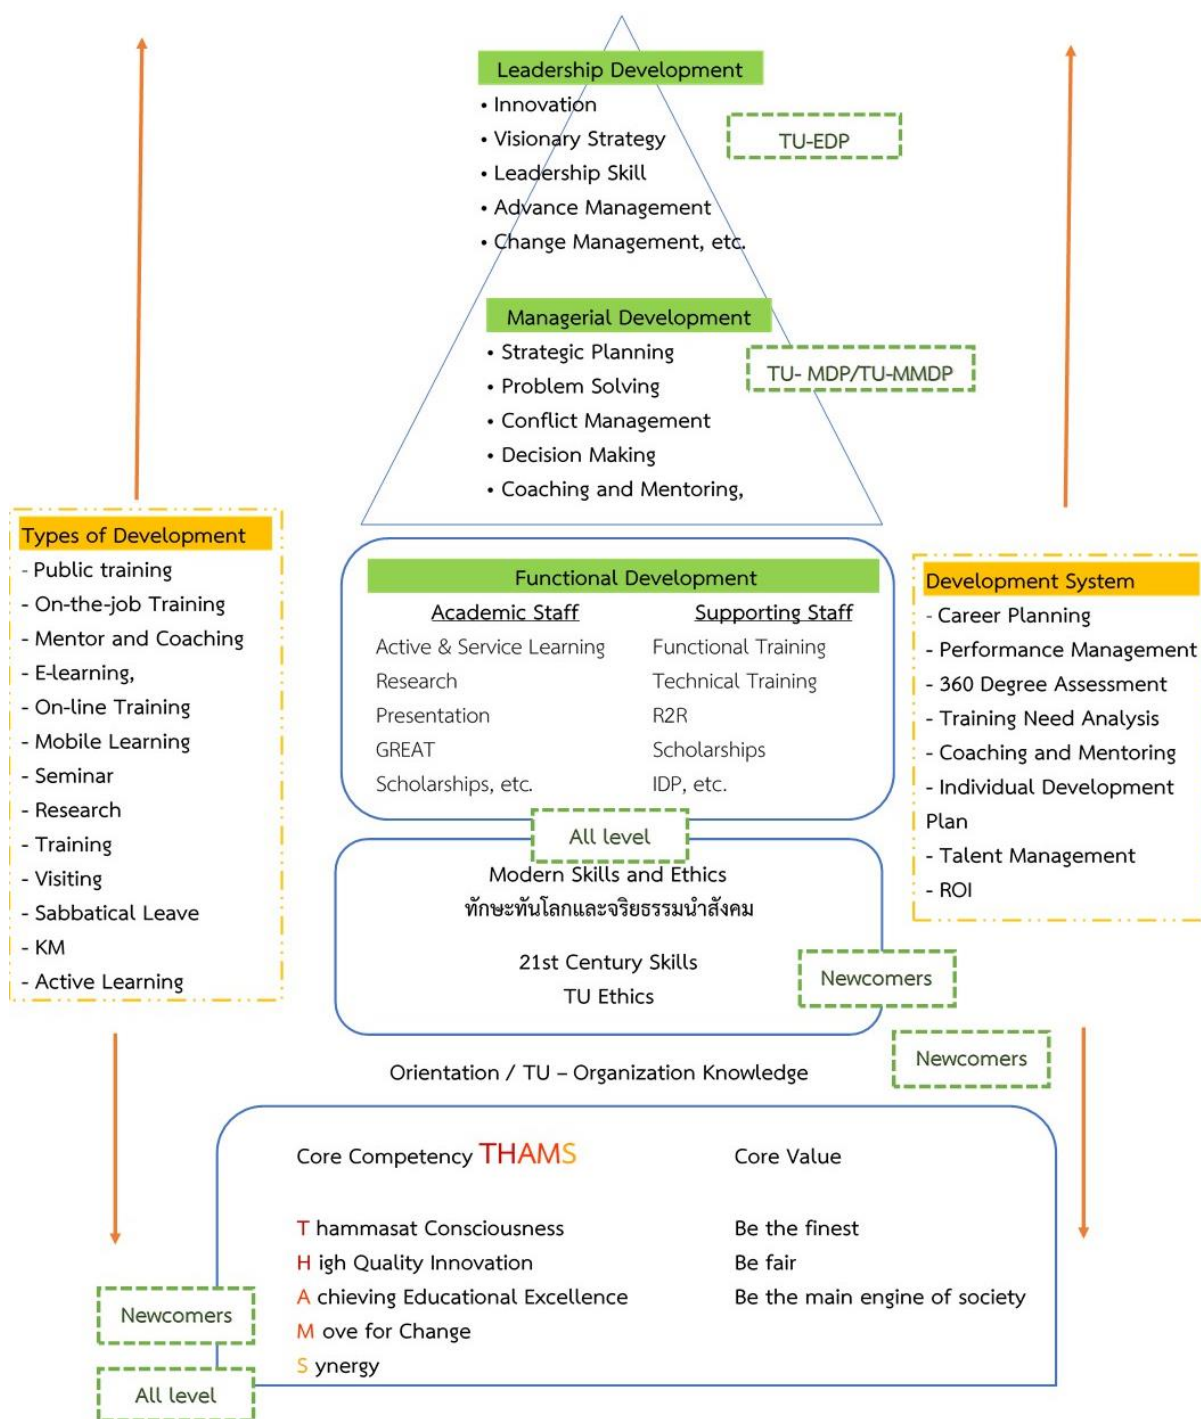 Leadership Development
• Innovation
• Visionary Strategy
• Leadership Skill
• Advance Management
• Change Management, etc.
TU-EDP
Managerial Development
• Strategic Planning
• Problem Solving
• Conflict Management
• Decision Making
• Coaching and Mentoring,
TU- MDP/TU-MMDP
Types of Development
- Public training
- On-the-job Training
- Mentor and Coaching
- E-learning,
- On-line Training
- Mobile Learning
- Seminar
- Research
- Training
- Visiting
- Sabbatical Leave
- KM
- Active Learning
Functional Development
Academic Staff
Active & Service Learning
Research
Presentation
GREAT
Scholarships, etc.
Supporting Staff
Functional Training
Technical Training
R2R
Scholarships
IDP, etc.
Development System
- Career Planning
- Performance Management
- 360 Degree Assessment
- Training Need Analysis
- Coaching and Mentoring
- Individual Development
Plan
- Talent Management
- ROI
All level
Modern Skills and Ethics
ทักษะทันโลกและจริยธรรมนำสังคม
21st Century Skills
TU Ethics
Newcomers
Newcomers
Orientation / TU – Organization Knowledge
Core Competency THAMS
T hammasat Consciousness
H igh Quality Innovation
A chieving Educational Excellence
M ove for Change
S ynergy
Core Value
Be the finest
Be fair
Be the main engine of society
Newcomers
All level